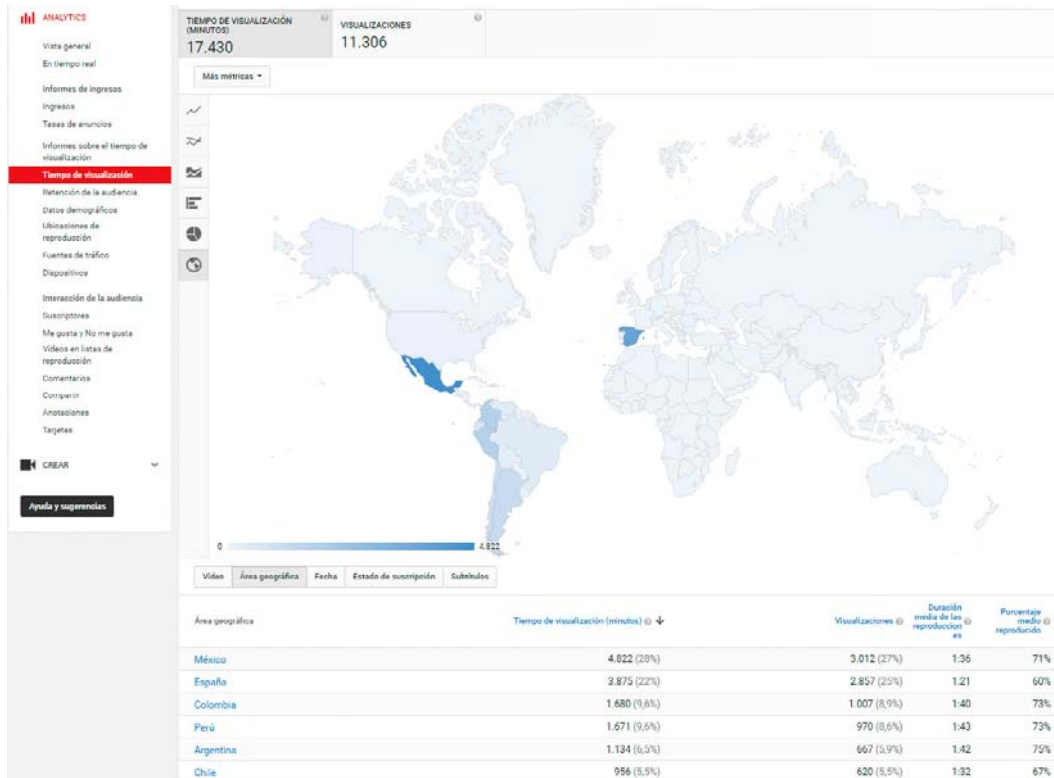 ANALYTICS
Vista general
En tiempo real
Informes de ingresos
Ingresos
Tasas de anuncios
Informes sobre el tiempo de
visualización
Tiempo de visualización
Retención de la audiencia
Datos demográficos
Ubicaciones de
reproducción
Fuentes de tráfico
Dispositivos
Interacción de la audiencia
Suscriptores
Me gusta y No me gusta
Vídeos en listas de
reproducción
Comentarios
Compartir
Anotaciones
Tarjetas
CREAR
Ayuda y sugerencias
TIEMPO DE VISUALIZACIÓN
(MINUTOS)
17.430
VISUALIZACIONES
11.306
Más métricas
0 4.822
Vídeo Área geográfica Fecha Estado de suscripción Subtítulos
Área geográfica Tiempo de visualización (minutos) Visualizaciones Duración media de las reproduccion es Porcentaje medio reproducido
México 4.822 (28%) 3.012 (27%) 1:36 71%
España 3.875 (22%) 2.857 (25%) 1:21 60%
Colombia 1.680 (9,6%) 1.007 (8,9%) 1:40 73%
Perú 1.671 (9,6%) 970 (8,6%) 1:43 73%
Argentina 1.134 (6,5%) 667 (5,9%) 1:42 75%
Chile 956 (5,5%) 620 (5,5%) 1:32 67%